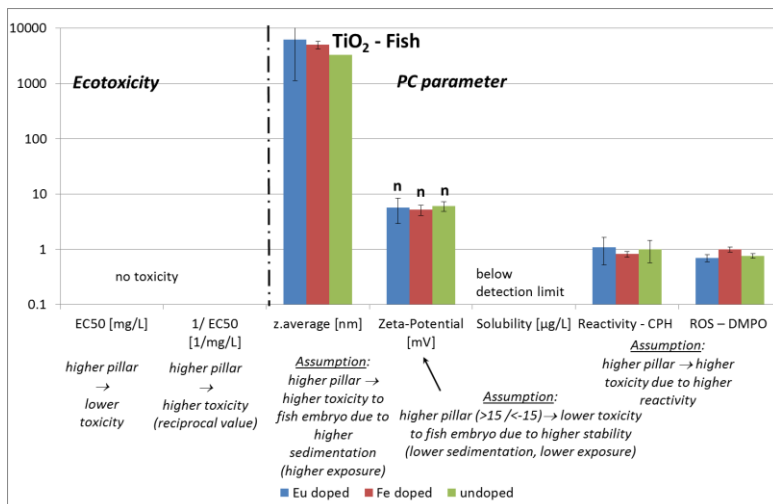 10000
1000
100
10
1
0.1
TiO2 - Fish
Ecotoxicity
PC parameter
n n n
no toxicity
below
detection limit
EC50 [mg/L]
1/ EC50
[1/mg/L]
z.average [nm]
Zeta-Potential
[mV]
Solubility [µg/L]
Reactivity - CPH
ROS – DMPO
higher pillar
→
lower
toxicity
higher pillar
→
higher toxicity
(reciprocal value)
Assumption:
higher pillar →
higher toxicity to
fish embryo due to
higher
sedimentation
(higher exposure)
Assumption:
higher pillar (>15 /<-15)→ lower toxicity
to fish embryo due to higher stability
(lower sedimentation, lower exposure)
Assumption:
higher pillar → higher
toxicity due to higher
reactivity
Eu doped Fe doped undoped